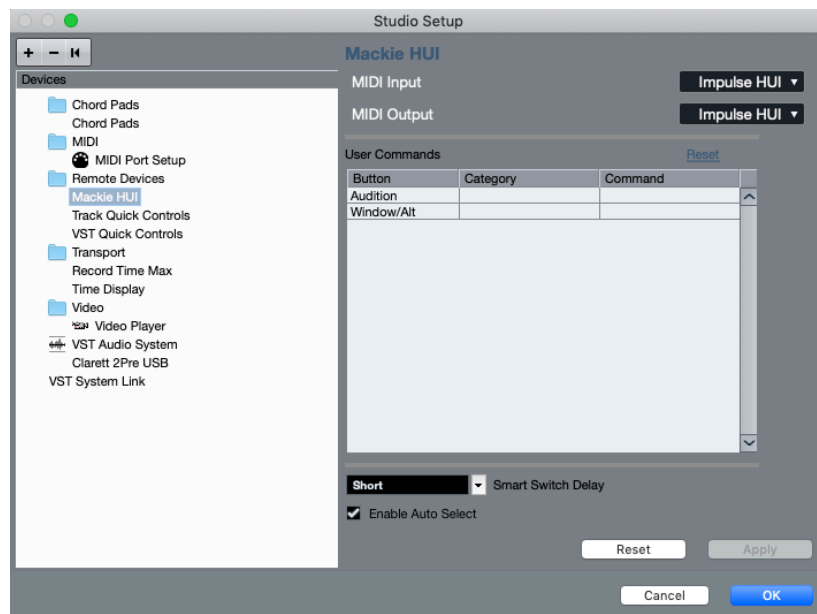 Studio Setup
+ -
Devices
Chord Pads
Chord Pads
MIDI
MIDI Port Setup
Remote Devices
Mackie HUI
Track Quick Controls
VST Quick Controls
Transport
Record Time Max
Time Display
Video
Video Player
VST Audio System
Clarett 2Pre USB
VST System Link
Mackie HUI
MIDI Input Impulse HUI
MIDI Output Impulse HUI
User Commands Reset
Button Category Command
Audition
Window/Alt
Short Smart Switch Delay
Enable Auto Select
Reset Apply
Cancel OK